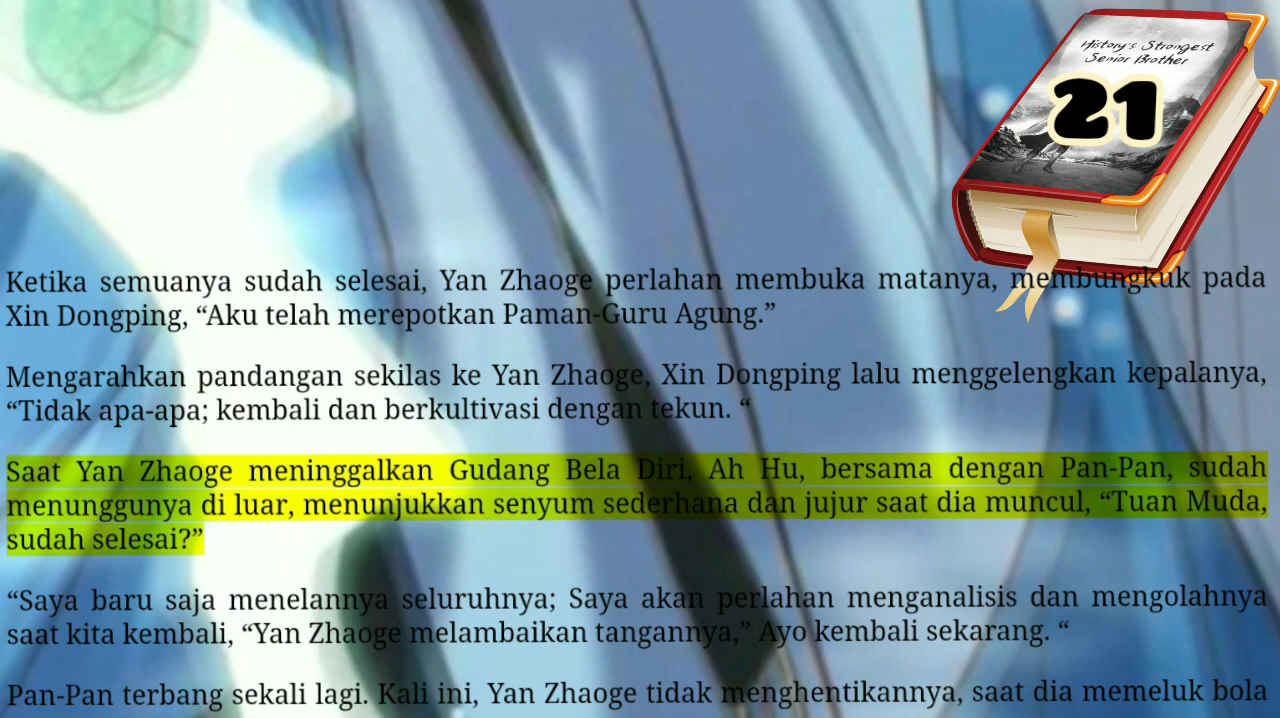 History's Strongest
Senior Brother
21
Ketika semuanya sudah selesai, Yan Zhaoge perlahan membuka matanya, membungkuk pada
Xin Dongping, “Aku telah merepotkan Paman-Guru Agung.”
Mengarahkan pandangan sekilas ke Yan Zhaoge, Xin Dongping lalu menggelengkan kepalanya,
“Tidak apa-apa; kembali dan berkultivasi dengan tekun. “
Saat Yan Zhaoge meninggalkan Gudang Bela Diri, Ah Hu, bersama dengan Pan-Pan, sudah
menunggunya di luar, menunjukkan senyum sederhana dan jujur saat dia muncul, “Tuan Muda,
sudah selesai?”
“Saya baru saja menelannya seluruhnya; Saya akan perlahan menganalisis dan mengolahnya
saat kita kembali, “Yan Zhaoge melambaikan tangannya,” Ayo kembali sekarang. “
Pan-Pan terbang sekali lagi. Kali ini, Yan Zhaoge tidak menghentikannya, saat dia memeluk bola